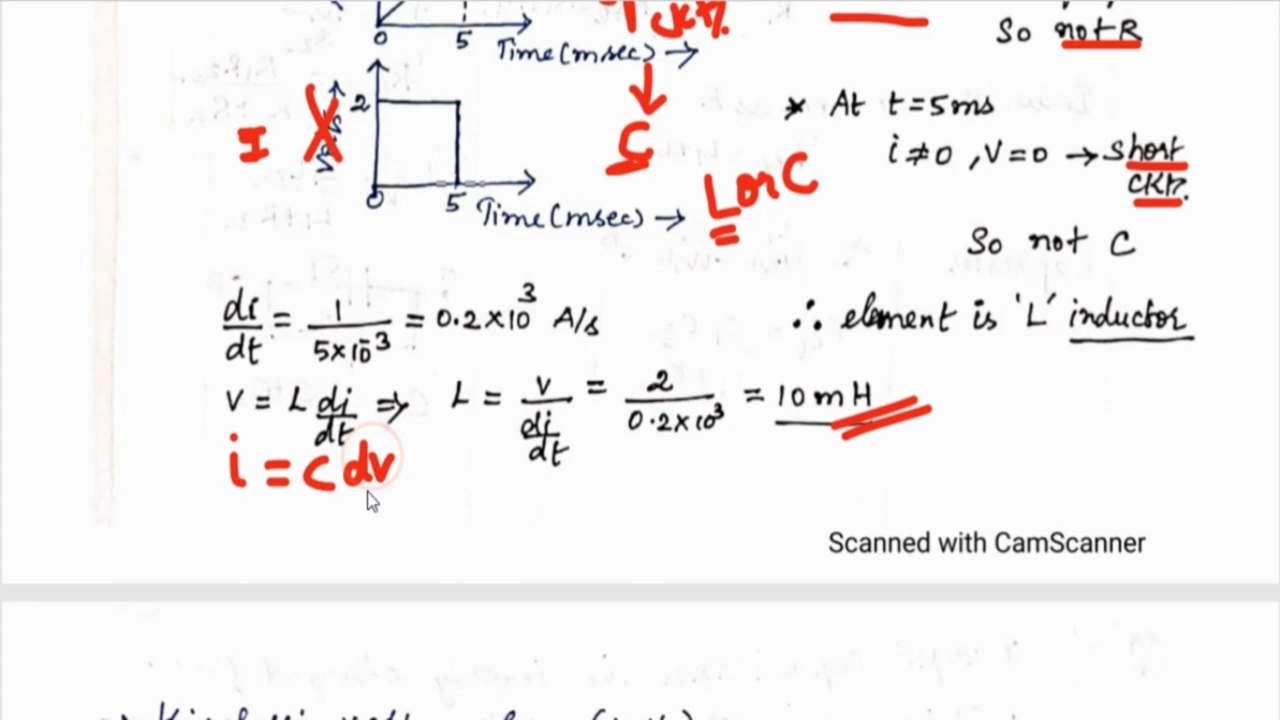 ckt.
So not R
0 5
Time (msec) →
2
I
C
* At t = 5ms
i ≠ 0 , V = 0 → short
ckt.
0 5 Time (msec) →
L or C
So not C
di/dt = 1/(5×10⁻³) = 0.2×10³ A/s
∴ element is 'L' inductor
V = L di/dt ⇒ L = V/(di/dt) = 2/(0.2×10³) = 10 mH
i = C dv
Scanned with CamScanner